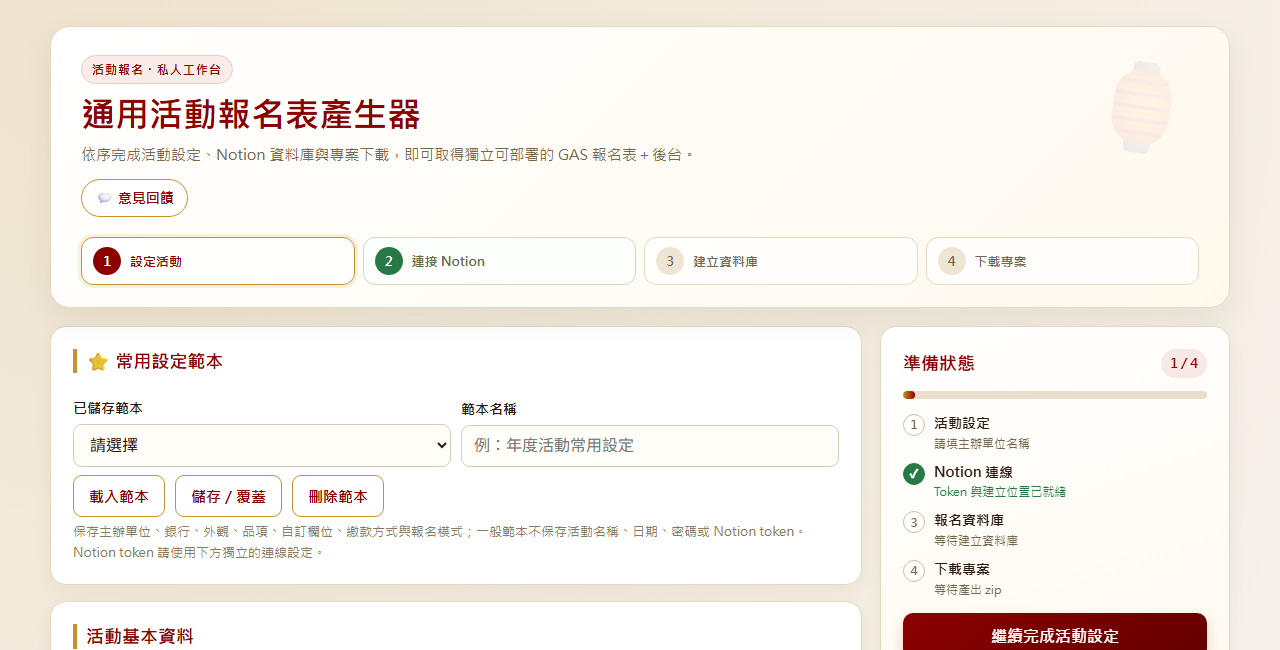 活動報名・私人工作台
通用活動報名表產生器
依序完成活動設定、Notion 資料庫與專案下載，即可取得獨立可部署的 GAS 報名表 + 後台。
意見回饋
1 設定活動
2 連接 Notion
3 建立資料庫
4 下載專案
常用設定範本
已儲存範本
範本名稱
請選擇
例：年度活動常用設定
載入範本
儲存 / 覆蓋
刪除範本
保存主辦單位、銀行、外觀、品項、自訂欄位、繳款方式與報名模式；一般範本不保存活動名稱、日期、密碼或 Notion token。
Notion token 請使用下方獨立的連線設定。
活動基本資料
準備狀態
1 / 4
1 活動設定
請填主辦單位名稱
Notion 連線
Token 與建立位置已就緒
3 報名資料庫
等待建立資料庫
4 下載專案
等待產出 zip
繼續完成活動設定